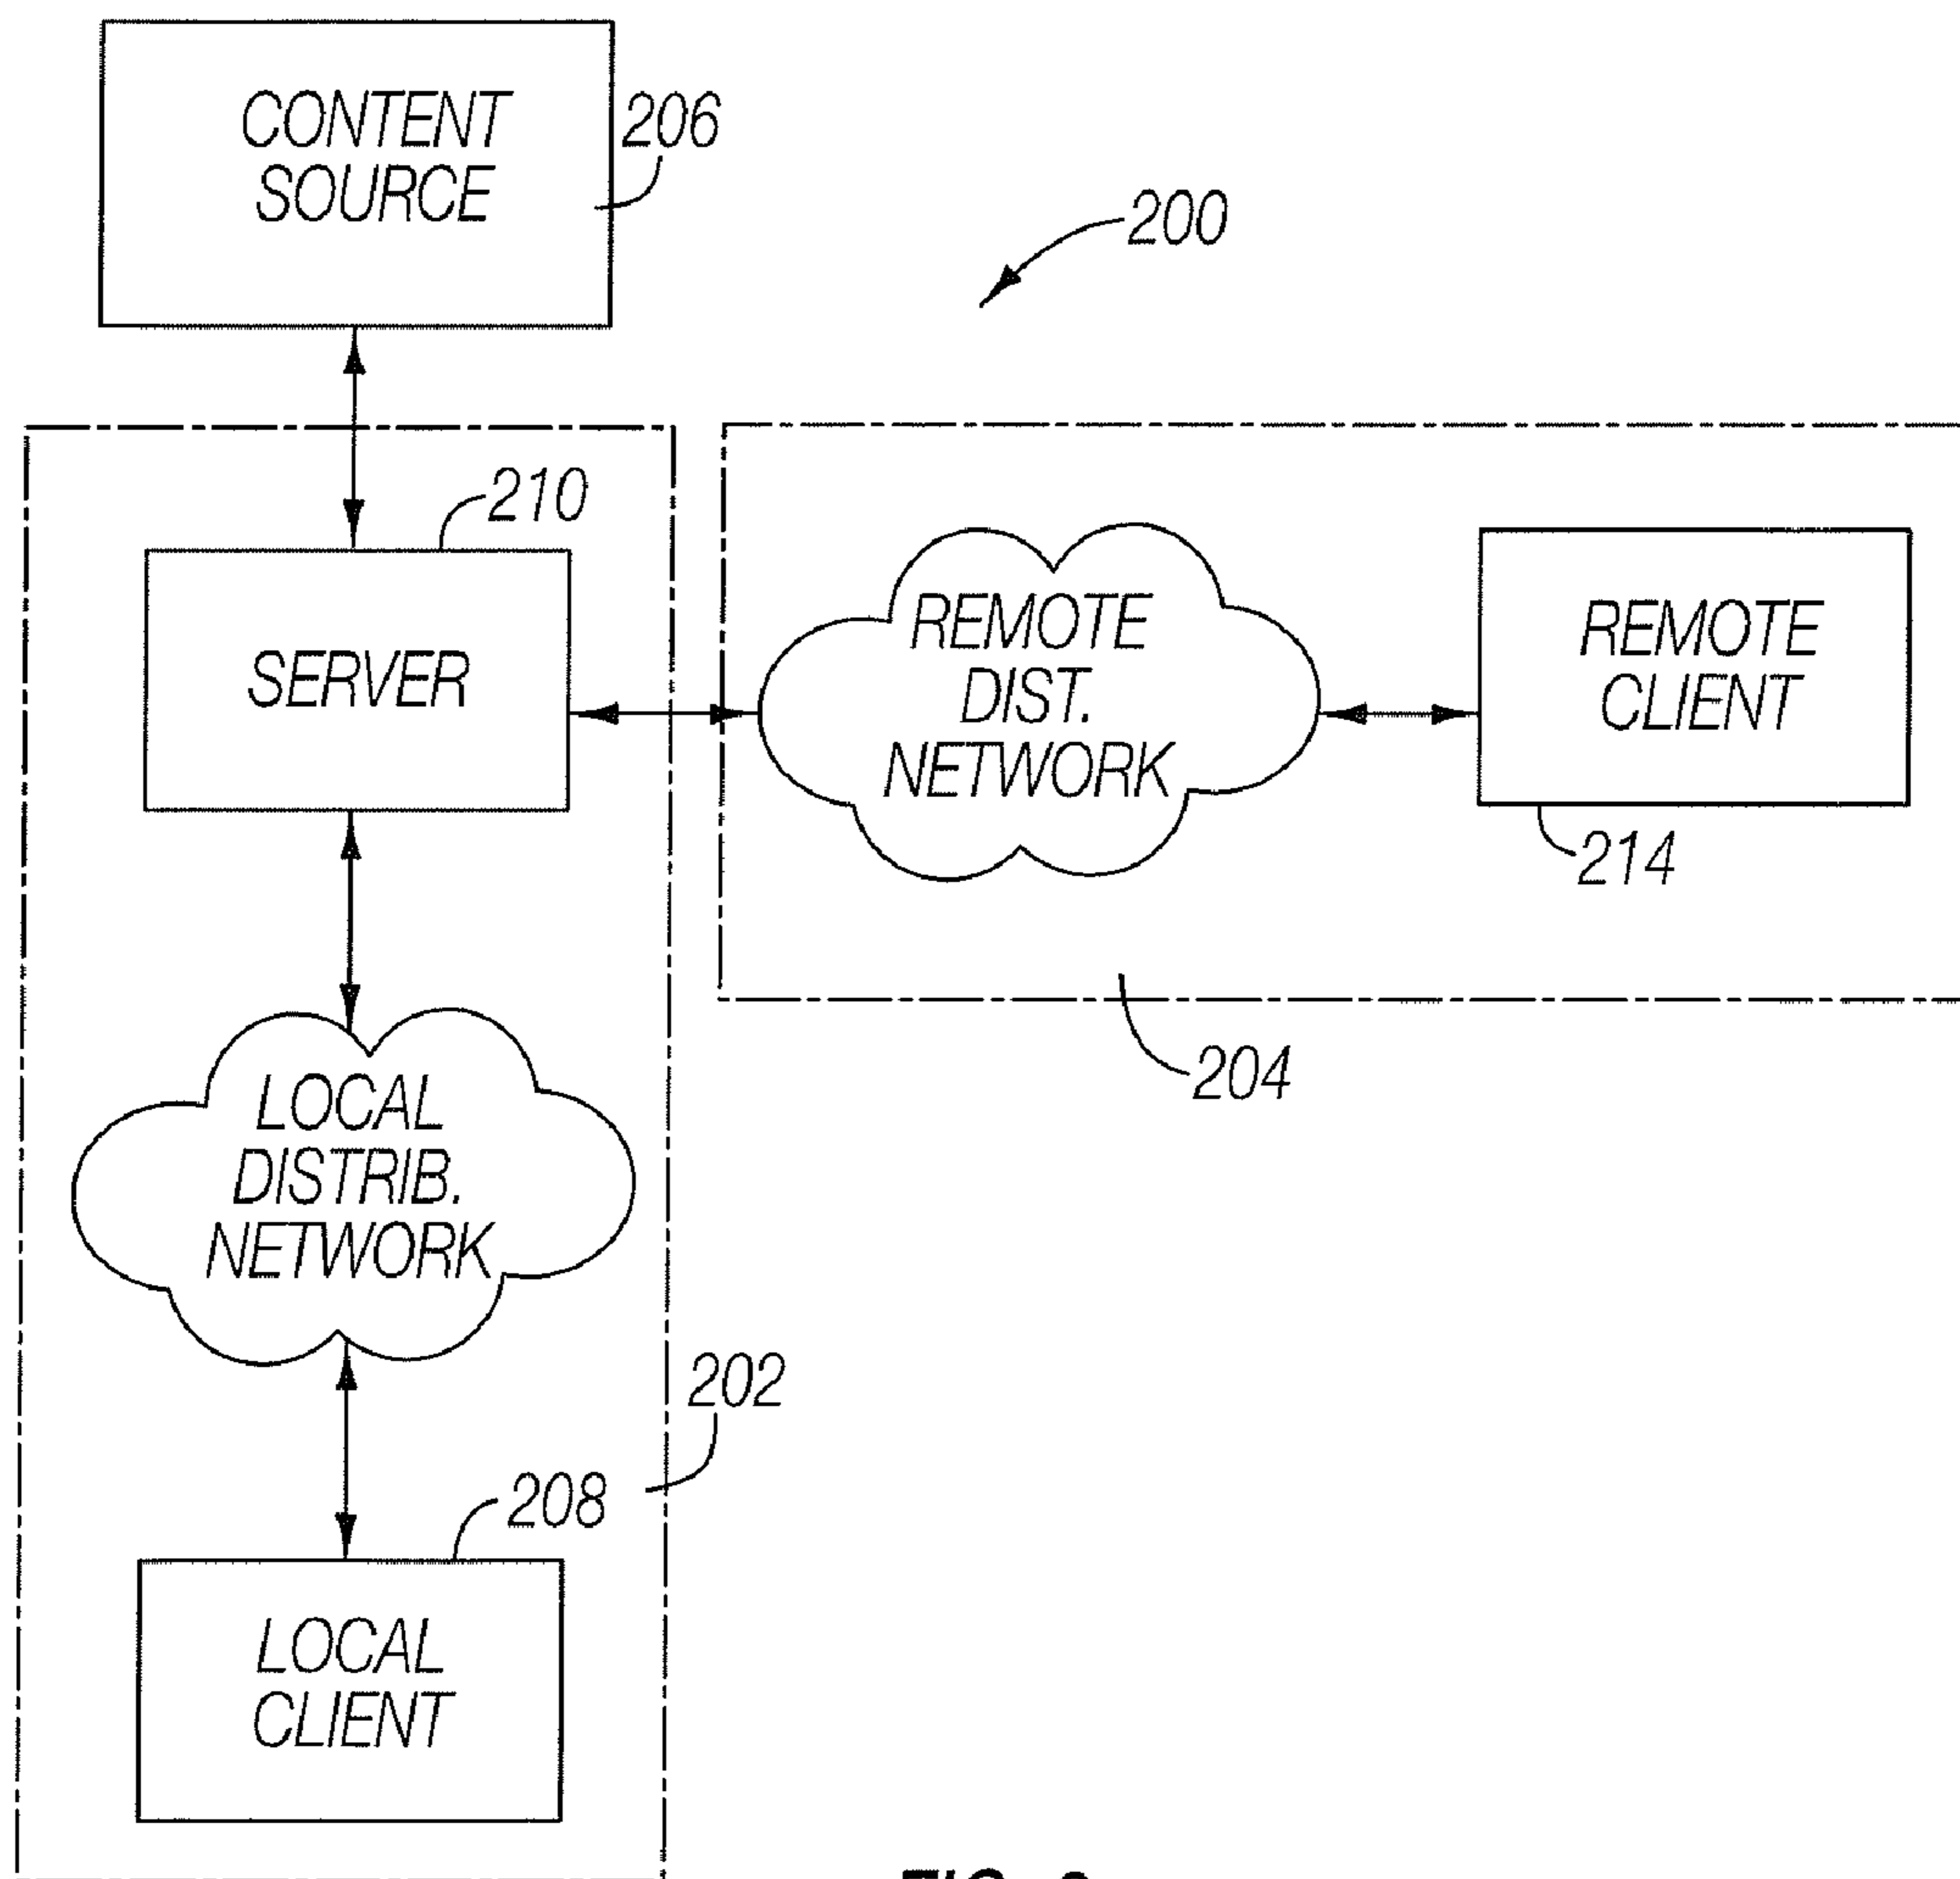 CONTENT
SOURCE
206
200
210
SERVER
REMOTE
DIST.
NETWORK
REMOTE
CLIENT
214
204
LOCAL
DISTRIB.
NETWORK
202
208
LOCAL
CLIENT